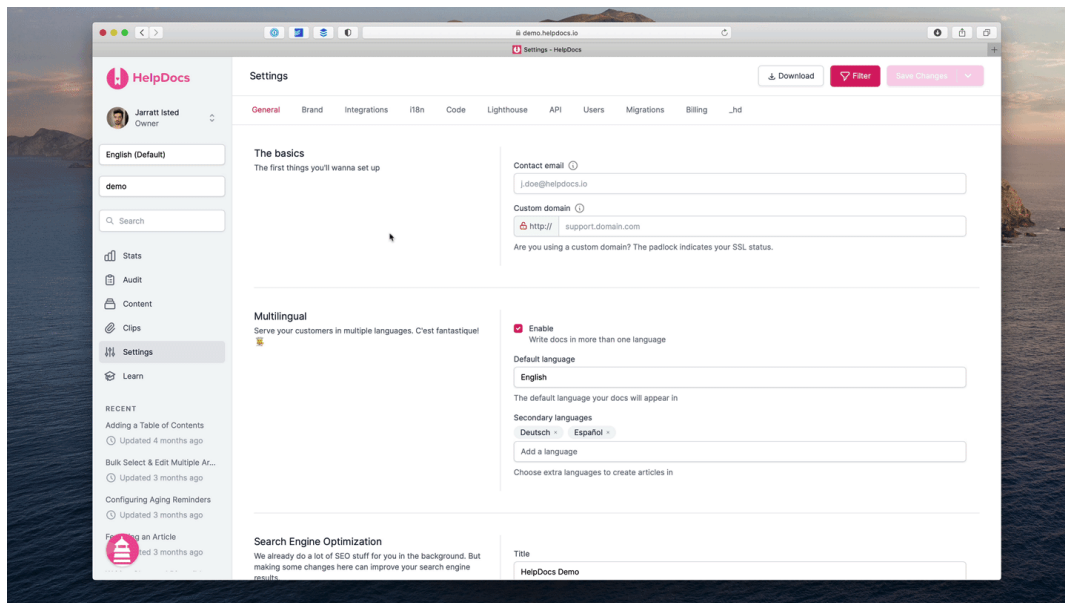 demo.helpdocs.io
Settings - HelpDocs
HelpDocs
Jarratt Isted
Owner
English (Default)
demo
Search
Stats
Audit
Content
Clips
Settings
Learn
RECENT
Adding a Table of Contents
Updated 4 months ago
Bulk Select & Edit Multiple Ar...
Updated 3 months ago
Configuring Aging Reminders
Updated 3 months ago
an Article
3 months ago
Settings
Download
Filter
Save Changes
General Brand Integrations i18n Code Lighthouse API Users Migrations Billing _hd
The basics
The first things you'll wanna set up
Contact email
j.doe@helpdocs.io
Custom domain
http:// support.domain.com
Are you using a custom domain? The padlock indicates your SSL status.
Multilingual
Serve your customers in multiple languages. C'est fantastique!
Enable
Write docs in more than one language
Default language
English
The default language your docs will appear in
Secondary languages
Deutsch × Español ×
Add a language
Choose extra languages to create articles in
Search Engine Optimization
We already do a lot of SEO stuff for you in the background. But
making some changes here can improve your search engine
results.
Title
HelpDocs Demo